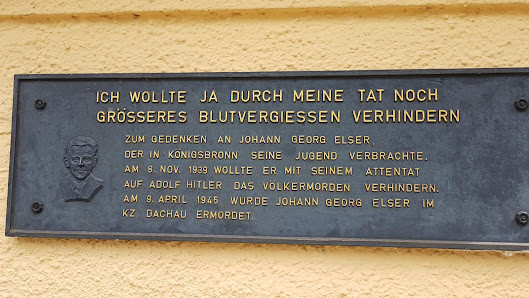 ICH WOLLTE JA DURCH MEINE TAT NOCH
GRÖSSERES BLUTVERGIESSEN VERHINDERN
ZUM GEDENKEN AN JOHANN GEORG ELSER,
DER IN KÖNIGSBRONN SEINE JUGEND VERBRACHTE.
AM 8. NOV. 1939 WOLLTE ER MIT SEINEM ATTENTAT
AUF ADOLF HITLER DAS VÖLKERMORDEN VERHINDERN.
AM 9. APRIL 1945 WURDE JOHANN GEORG ELSER IM
KZ DACHAU ERMORDET.